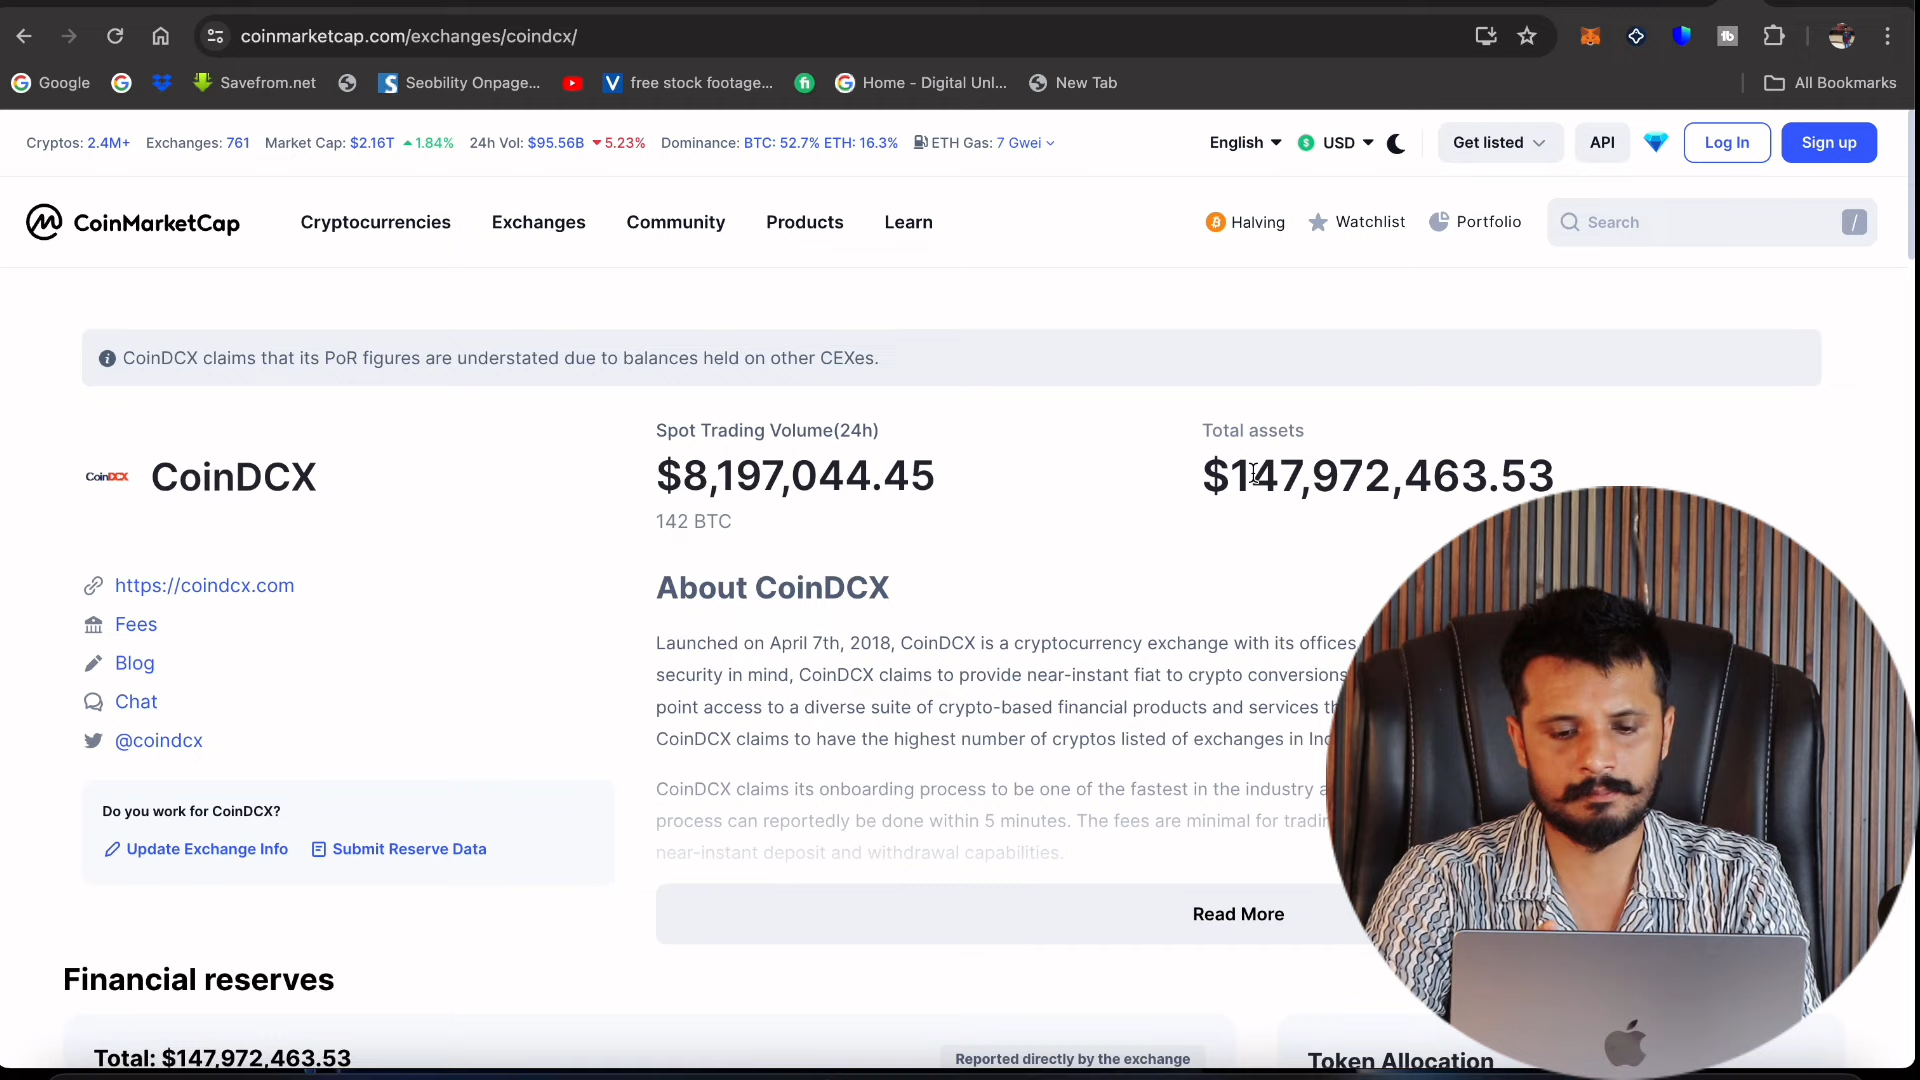 coinmarketcap.com/exchanges/coindcx/
Google
Savefrom.net
Seobility Onpage...
free stock footage...
Home - Digital Unl...
New Tab
All Bookmarks
Cryptos: 2.4M+ Exchanges: 761 Market Cap: $2.16T 1.84% 24h Vol: $95.56B 5.23% Dominance: BTC: 52.7% ETH: 16.3% ETH Gas: 7 Gwei
English USD Get listed API Log In Sign up
CoinMarketCap Cryptocurrencies Exchanges Community Products Learn Halving Watchlist Portfolio Search /
CoinDCX claims that its PoR figures are understated due to balances held on other CEXes.
CoinDCX CoinDCX
https://coindcx.com
Fees
Blog
Chat
@coindcx
Do you work for CoinDCX?
Update Exchange Info Submit Reserve Data
Spot Trading Volume(24h)
$8,197,044.45
142 BTC
Total assets
$147,972,463.53
About CoinDCX
Launched on April 7th, 2018, CoinDCX is a cryptocurrency exchange with its offices
security in mind, CoinDCX claims to provide near-instant fiat to crypto conversions
point access to a diverse suite of crypto-based financial products and services
CoinDCX claims to have the highest number of cryptos listed of exchanges in
CoinDCX claims its onboarding process to be one of the fastest in the industry
process can reportedly be done within 5 minutes. The fees are minimal for
near-instant deposit and withdrawal capabilities.
Read More
Financial reserves
Total: $147,972,463.53
Reported directly by the exchange
Token Allocation